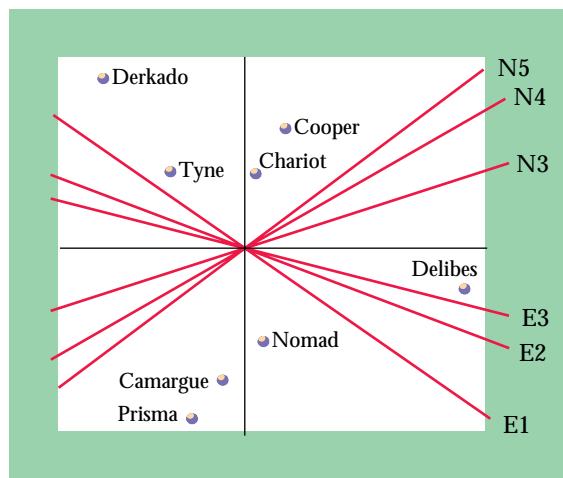 N5
Derkado
N4
Cooper
Chariot
N3
Tyne
Delibes
E3
Nomad
E2
Camargue
Prisma
E1